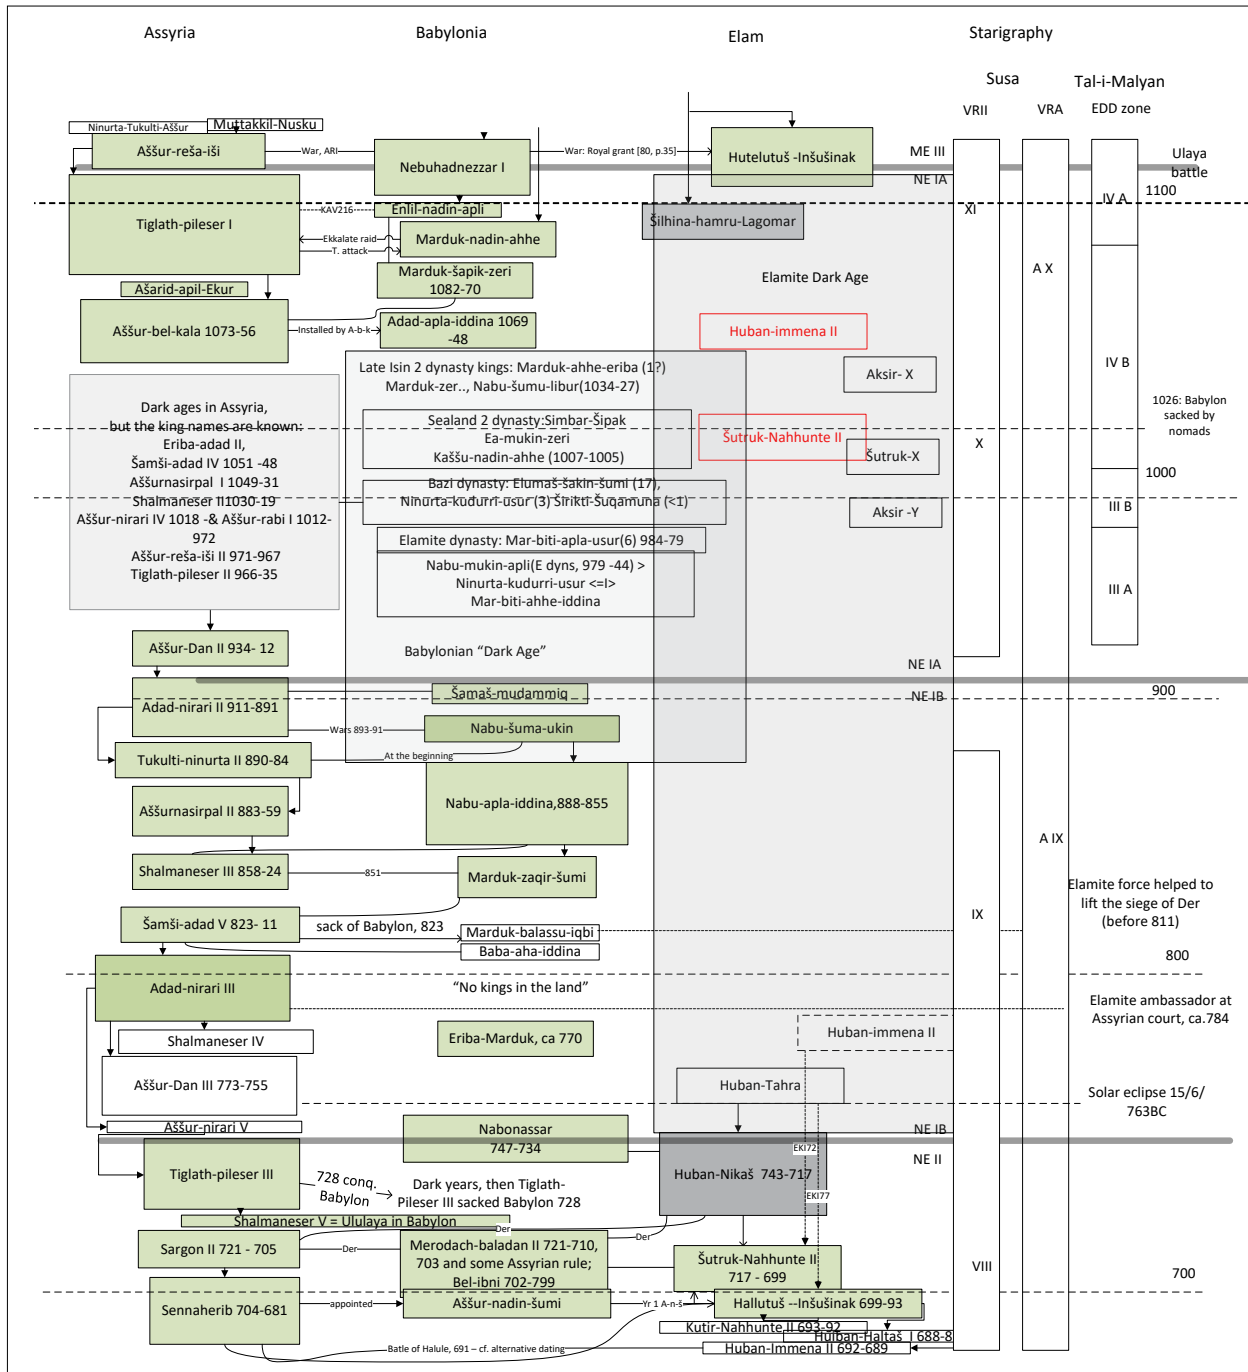 Assyria
Babylonia
Elam
Starigraphy
Susa
Tal-i-Malyan
VRII
VRA
EDD zone
Ninurta-Tukulti-Aššur
Muttakkil-Nusku
Aššur-reša-iši
War, ARI
Nebuhadnezzar I
War: Royal grant [80, p.35]
Hutelutuš -Inšušinak
ME III
Ulaya
battle
NE IA
1100
Tiglath-pileser I
KAV216
Enlil-nadin-apli
Šilhina-hamru-Lagomar
XI
IV A
Ekkalate raid
T. attack
Marduk-nadin-ahhe
A X
Marduk-šapik-zeri
1082-70
Elamite Dark Age
Ašarid-apil-Ekur
Aššur-bel-kala 1073-56
Installed by A-b-k
Adad-apla-iddina 1069
-48
Huban-immena II
Late Isin 2 dynasty kings: Marduk-ahhe-eriba (1?)
Marduk-zer.., Nabu-šumu-libur(1034-27)
Aksir- X
IV B
Dark ages in Assyria,
but the king names are known:
Eriba-adad II,
Šamši-adad IV 1051 -48
Aššurnasirpal I 1049-31
Shalmaneser II1030-19
Aššur-nirari IV 1018 -& Aššur-rabi I 1012-
972
Aššur-reša-iši II 971-967
Tiglath-pileser II 966-35
Sealand 2 dynasty:Simbar-Šipak
Ea-mukin-zeri
Kaššu-nadin-ahhe (1007-1005)
Šutruk-Nahhunte II
Šutruk-X
X
1026: Babylon
sacked by
nomads
1000
Bazi dynasty: Elumaš-šakin-šumi (17),
Ninurta-kudurri-usur (3) Širikti-Šuqamuna (<1)
Aksir -Y
III B
Elamite dynasty: Mar-biti-apla-usur(6) 984-79
Nabu-mukin-apli(E dyns, 979 -44) >
Ninurta-kudurri-usur <=I>
Mar-biti-ahhe-iddina
III A
Aššur-Dan II 934- 12
Babylonian “Dark Age”
NE IA
Adad-nirari II 911-891
Šamaš-mudammiq
NE IB
900
Wars 893-91
Nabu-šuma-ukin
Tukulti-ninurta II 890-84
At the beginning
Aššurnasirpal II 883-59
Nabu-apla-iddina,888-855
A IX
Shalmaneser III 858-24
851
Marduk-zaqir-šumi
Elamite force helped to
lift the siege of Der
(before 811)
IX
Šamši-adad V 823- 11
sack of Babylon, 823
Marduk-balassu-iqbi
Baba-aha-iddina
800
Adad-nirari III
“No kings in the land”
Elamite ambassador at
Assyrian court, ca.784
Shalmaneser IV
Eriba-Marduk, ca 770
Huban-immena II
Aššur-Dan III 773-755
Huban-Tahra
Solar eclipse 15/6/
763BC
Aššur-nirari V
Nabonassar
747-734
NE IB
EKI72
NE II
Tiglath-pileser III
728 conq.
Babylon
Dark years, then Tiglath-
Pileser III sacked Babylon 728
Huban-Nikaš 743-717
EKI77
Shalmaneser V = Ululaya in Babylon
Der
Sargon II 721 - 705
Der
Merodach-baladan II 721-710,
703 and some Assyrian rule;
Bel-ibni 702-799
Der
Šutruk-Nahhunte II
717 - 699
VIII
700
Sennaherib 704-681
appointed
Aššur-nadin-šumi
Yr 1 A-n-š
Hallutuš --Inšušinak 699-93
Kutir-Nahhunte II 693-92
Huiban-Haltaš I 688-8
Batle of Halule, 691 – cf. alternative dating
Huban-Immena II 692-689